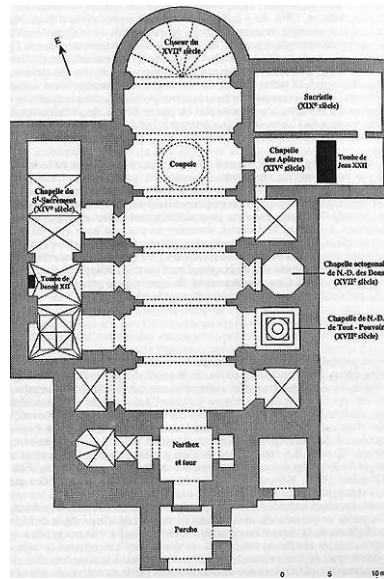 E
Chœur du
XVIIe siècle
Sacristie
(XIXe siècle)
Coupole
Chapelle
des Apôtres
(XIVe siècle)
Tombe de
Jean XXII
Chapelle du
St-Sacrement
(XIVe siècle)
Chapelle octogonale
de N.-D. des Doms
(XVIIe siècle)
Tombe de
Benoit XII
Chapelle de N.-D.
de Tout - Pouvoir
(XVIIe siècle)
Narthex
et tour
Porche
0 5 10 m